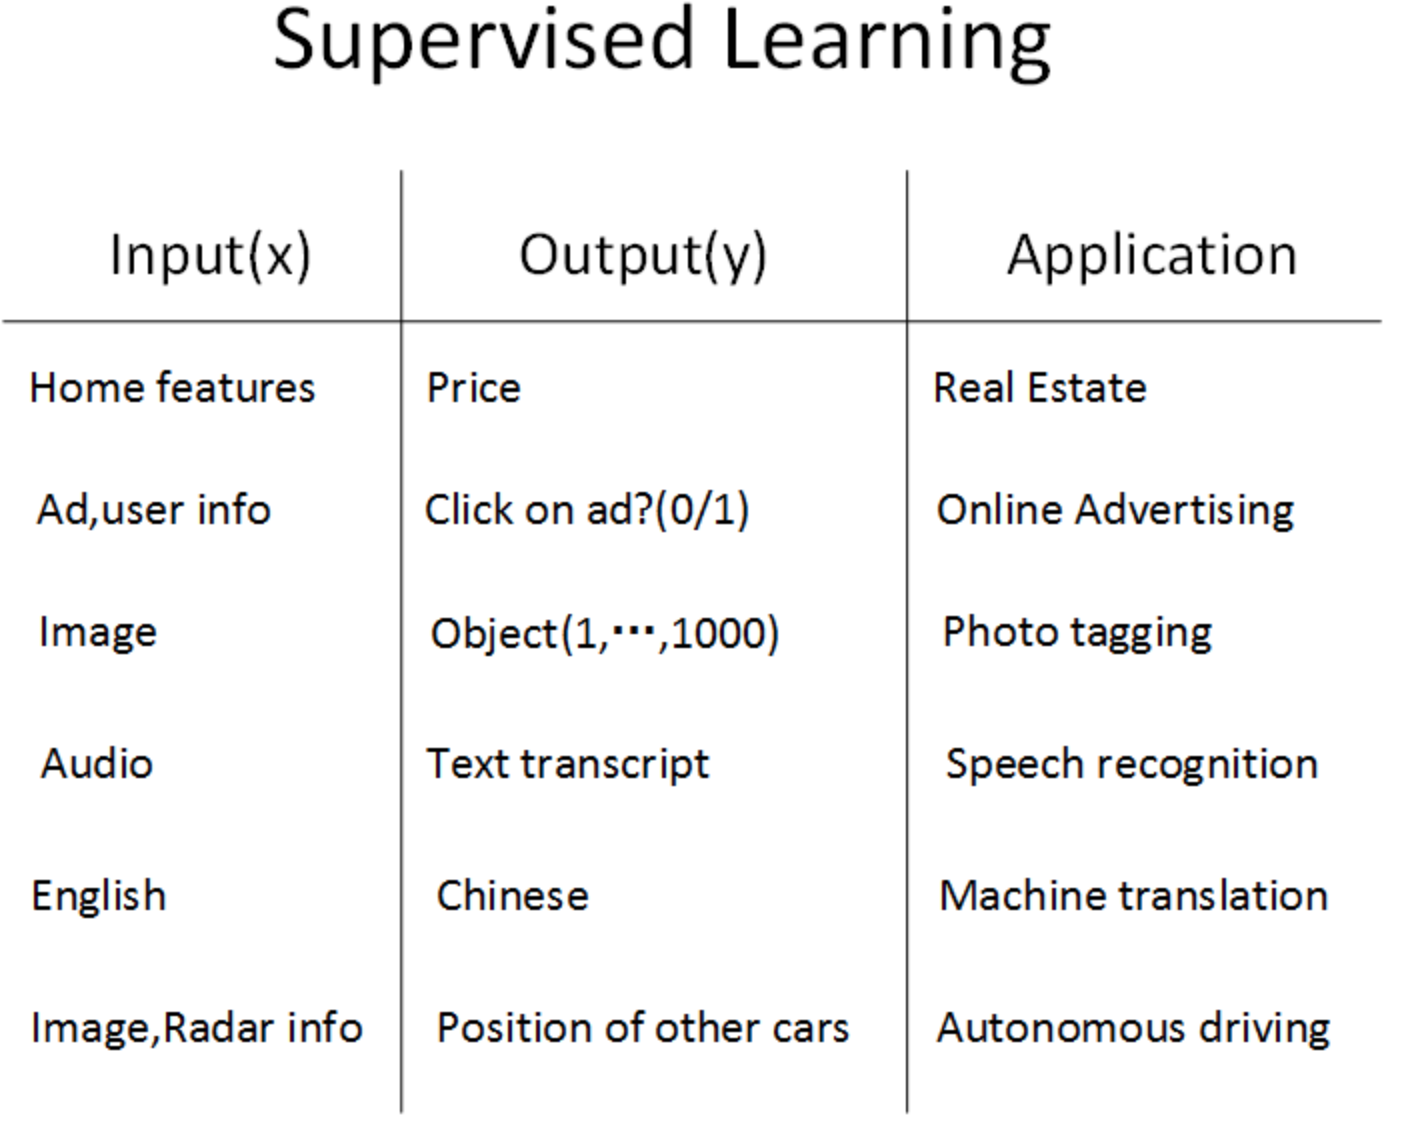 Supervised Learning
Input(x) Output(y) Application
Home features Price Real Estate
Ad,user info Click on ad?(0/1) Online Advertising
Image Object(1,⋯,1000) Photo tagging
Audio Text transcript Speech recognition
English Chinese Machine translation
Image,Radar info Position of other cars Autonomous driving